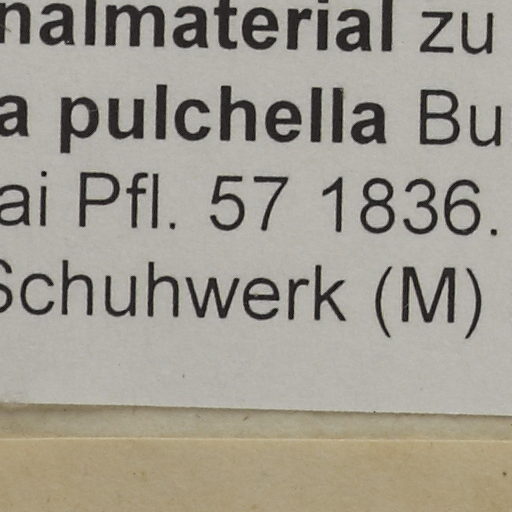 nalmaterial zu
a pulchella Bu
ai Pfl. 57 1836.
Schuhwerk (M)